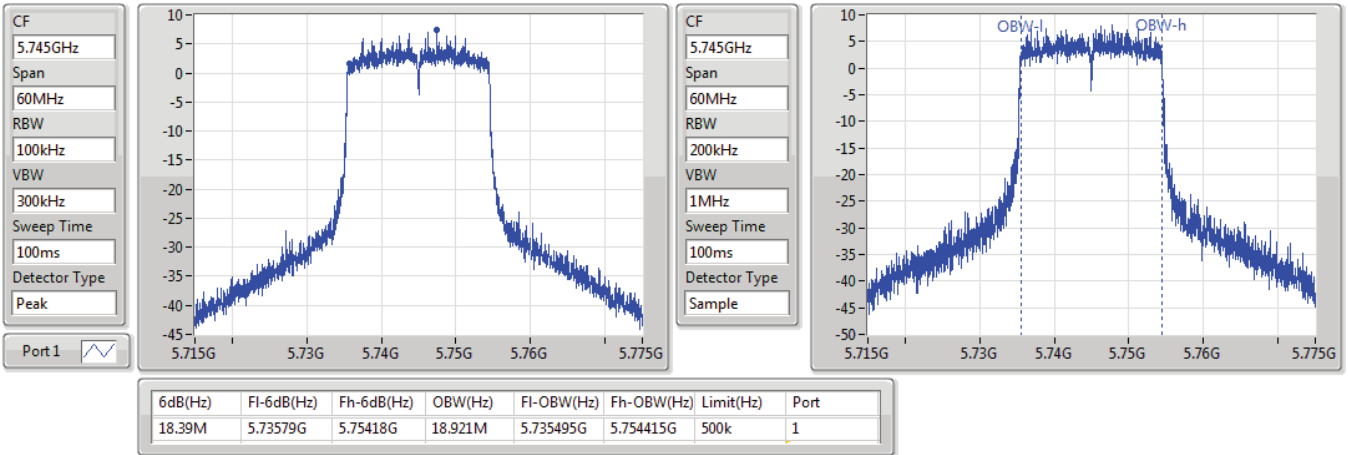 CF
5.745GHz
Span
60MHz
RBW
100kHz
VBW
300kHz
Sweep Time
100ms
Detector Type
Peak
Port 1
10
5
0
-5
-10
-15
-20
-25
-30
-35
-40
-45
5.715G 5.73G 5.74G 5.75G 5.76G 5.775G
CF
5.745GHz
Span
60MHz
RBW
200kHz
VBW
1MHz
Sweep Time
100ms
Detector Type
Sample
OBW-l OBW-h
10
5
0
-5
-10
-15
-20
-25
-30
-35
-40
-45
-50
5.715G 5.73G 5.74G 5.75G 5.76G 5.775G
6dB(Hz) Fl-6dB(Hz) Fh-6dB(Hz) OBW(Hz) Fl-OBW(Hz) Fh-OBW(Hz) Limit(Hz) Port
18.39M 5.73579G 5.75418G 18.921M 5.735495G 5.754415G 500k 1